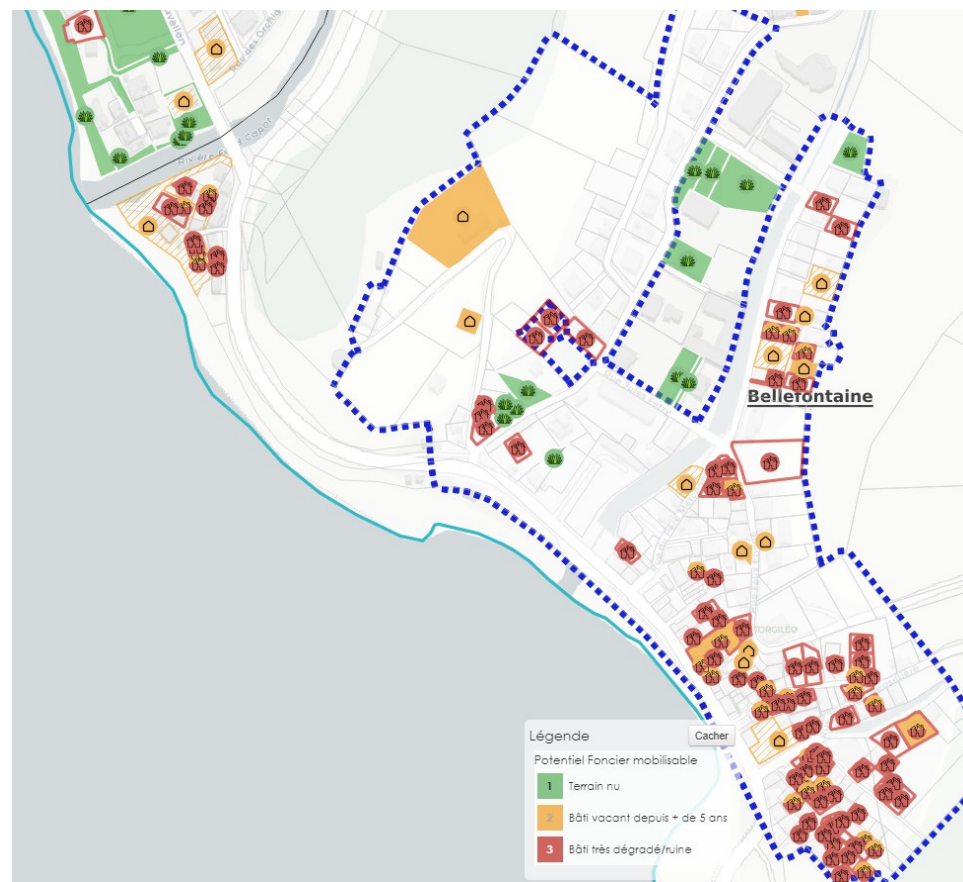 Bellefontaine
TORGILÉO
Légende
Cacher
Potentiel Foncier mobilisable
1 Terrain nu
2 Bâti vacant depuis + de 5 ans
3 Bâti très dégradé/ruine